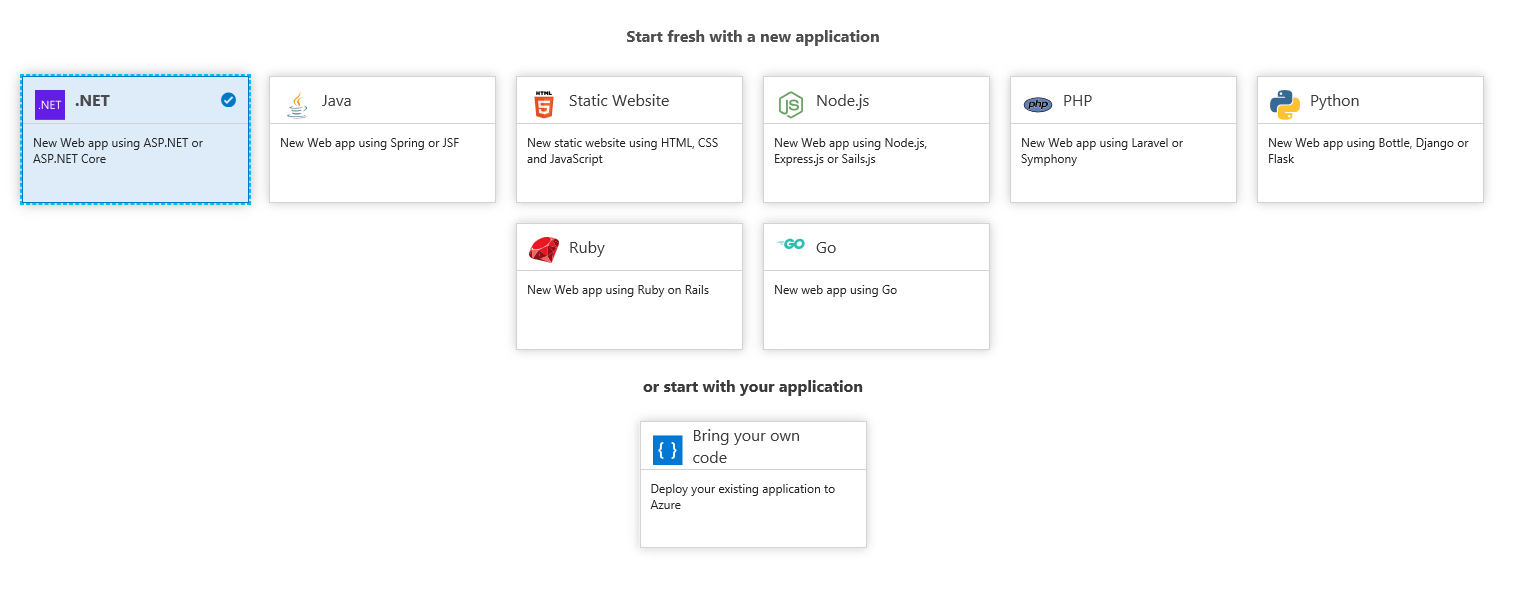 Start fresh with a new application
.NET .NET
New Web app using ASP.NET or
ASP.NET Core
Java
New Web app using Spring or JSF
HTML 5 Static Website
New static website using HTML, CSS
and JavaScript
JS Node.js
New Web app using Node.js,
Express.js or Sails.js
php PHP
New Web app using Laravel or
Symphony
Python
New Web app using Bottle, Django or
Flask
Ruby
New Web app using Ruby on Rails
GO Go
New web app using Go
or start with your application
{ } Bring your own
code
Deploy your existing application to
Azure